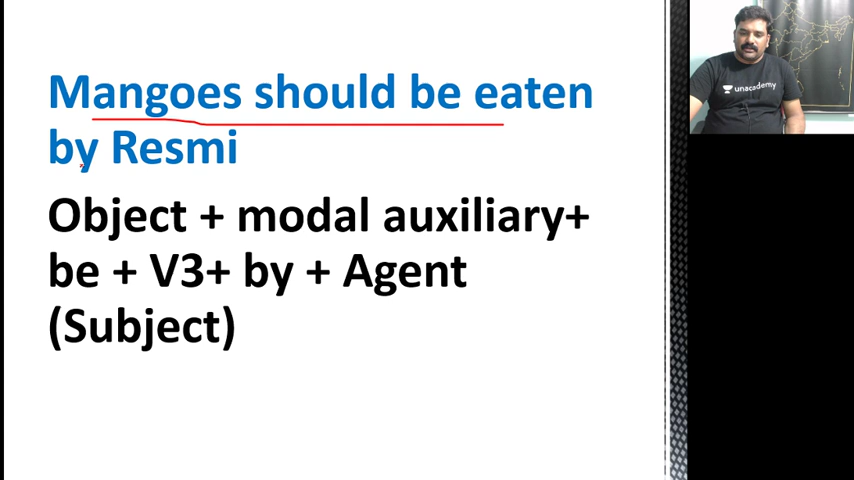 Mangoes should be eaten
by Resmi
Object + modal auxiliary+
be + V3+ by + Agent
(Subject)
unacademy